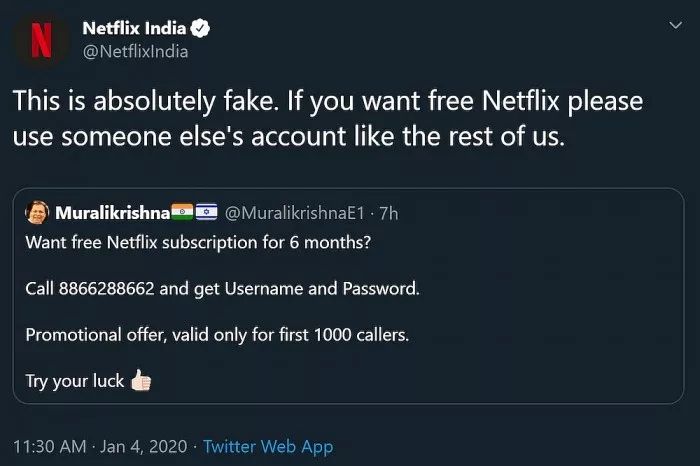 Netflix India
@NetflixIndia
This is absolutely fake. If you want free Netflix please
use someone else's account like the rest of us.
Muralikrishna🇮🇳🇮🇱 @MuralikrishnaE1 · 7h
Want free Netflix subscription for 6 months?
Call 8866288662 and get Username and Password.
Promotional offer, valid only for first 1000 callers.
Try your luck 👍🏻
11:30 AM · Jan 4, 2020 · Twitter Web App